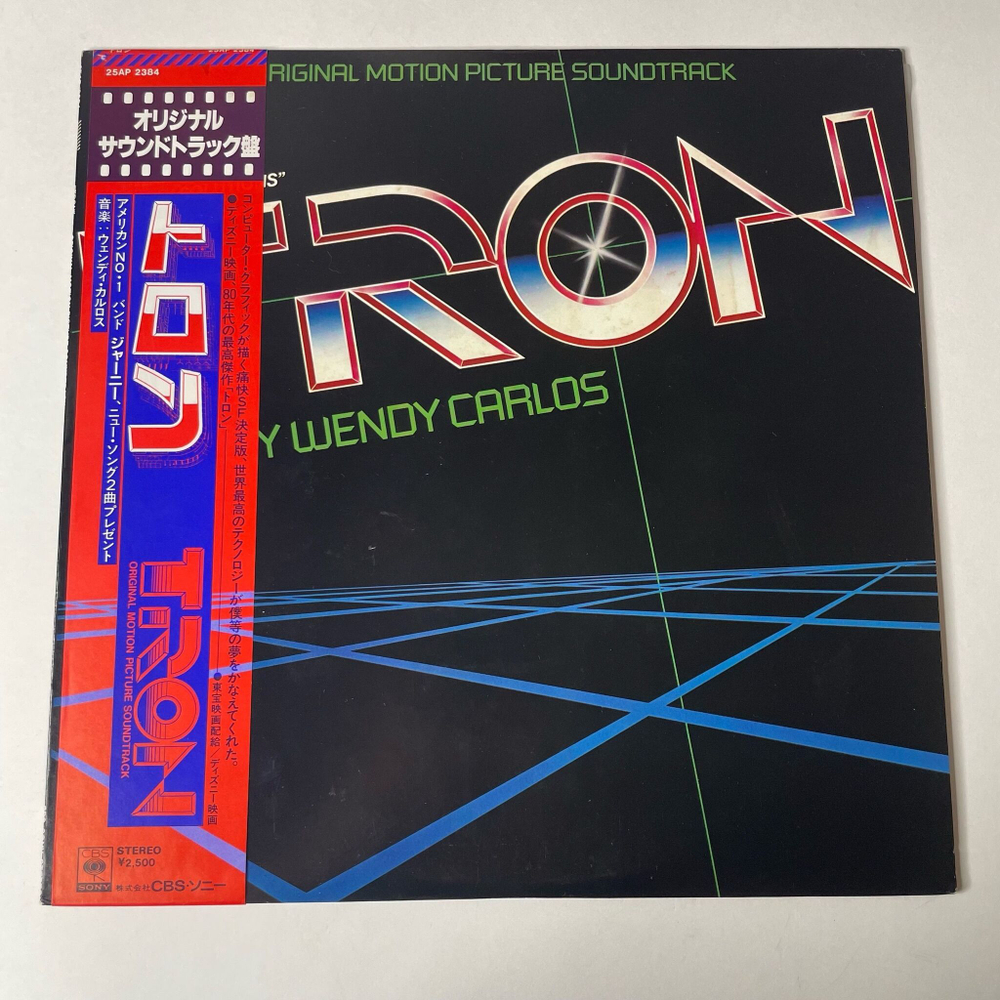 25AP 2384
25AP 2384
オリジナル
サウンドトラック盤
コンピューター・グラフィックが描く痛快SF決定版、世界最高のテクノロジーが僕等の夢をかなえてくれた。
●ディズニー映画、80年代の最高傑作「トロン」
●東宝映画配給/ディズニー映画
トロン
TRON
ORIGINAL MOTION PICTURE SOUNDTRACK
アメリカンNO・1 バンド ジャーニー、ニュー・ソング2曲プレゼント
音楽:ウェンディ・カルロス
CBS
SONY
STEREO
¥2,500
株式会社CBS・ソニー
RIGINAL MOTION PICTURE SOUNDTRACK
NS”
TRON
Y WENDY CARLOS